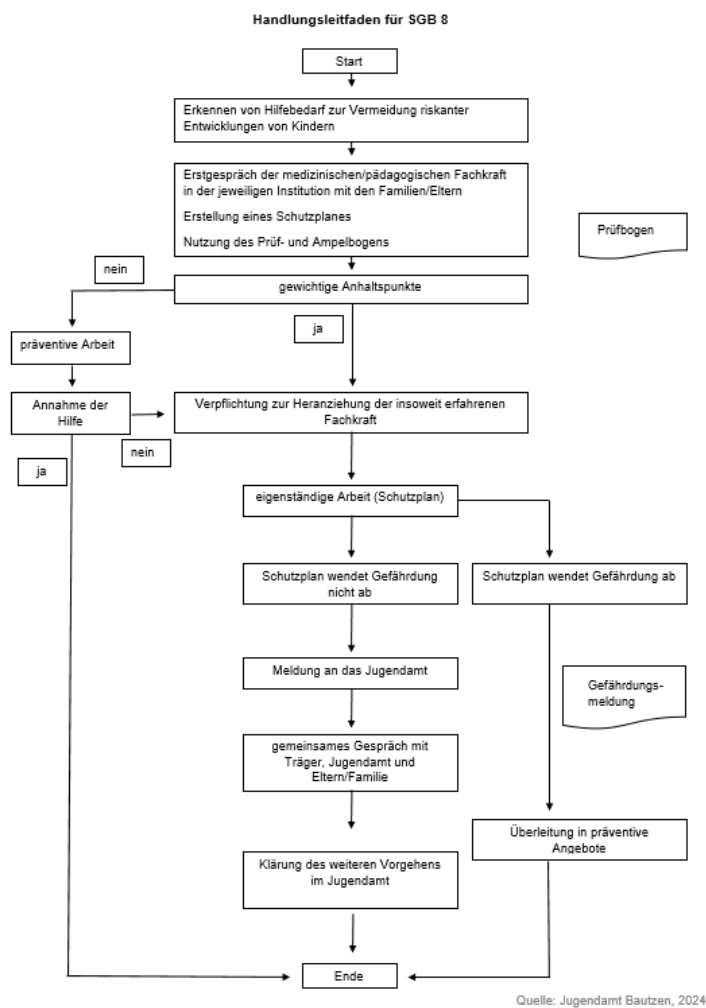 Handlungsleitfaden für SGB 8
Start
Erkennen von Hilfebedarf zur Vermeidung riskanter
Entwicklungen von Kindern
Erstgespräch der medizinischen/pädagogischen Fachkraft
in der jeweiligen Institution mit den Familien/Eltern
Erstellung eines Schutzplanes
Nutzung des Prüf- und Ampelbogens
Prüfbogen
nein
gewichtige Anhaltspunkte
ja
präventive Arbeit
Annahme der
Hilfe
Verpflichtung zur Heranziehung der insoweit erfahrenen
Fachkraft
nein
ja
eigenständige Arbeit (Schutzplan)
Schutzplan wendet Gefährdung
nicht ab
Schutzplan wendet Gefährdung ab
Meldung an das Jugendamt
Gefährdungs-
meldung
gemeinsames Gespräch mit
Träger, Jugendamt und
Eltern/Familie
Überleitung in präventive
Angebote
Klärung des weiteren Vorgehens
im Jugendamt
Ende
Quelle: Jugendamt Bautzen, 2024